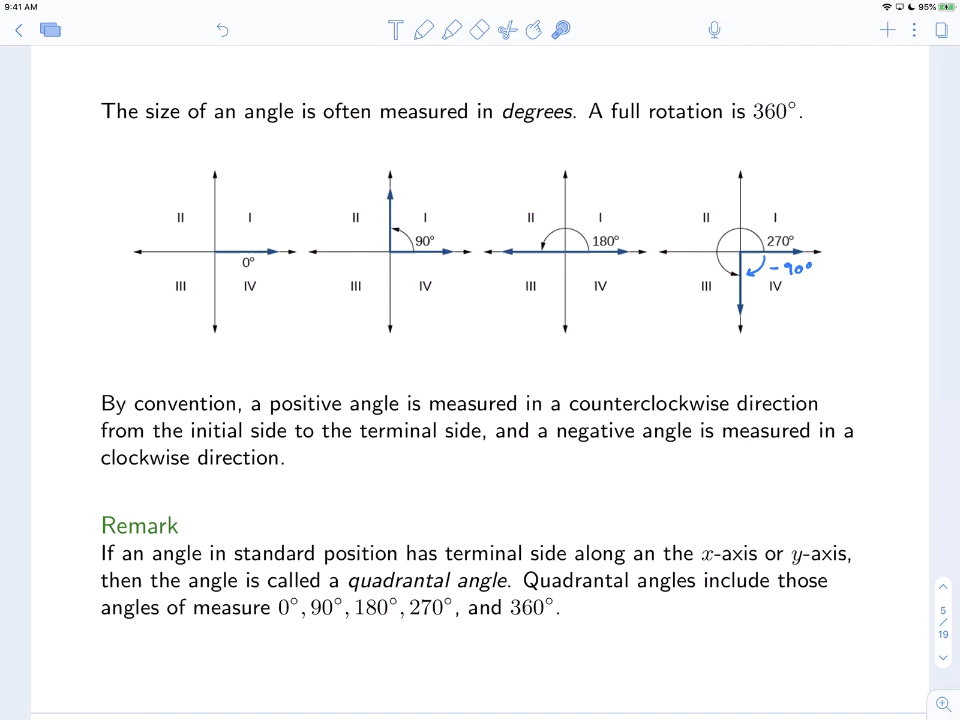 9:41 AM
95%
T
The size of an angle is often measured in degrees. A full rotation is 360°.
II I II I II I II I
90° 180° 270°
0° -90°
III IV III IV III IV III IV
By convention, a positive angle is measured in a counterclockwise direction
from the initial side to the terminal side, and a negative angle is measured in a
clockwise direction.
Remark
If an angle in standard position has terminal side along an the x-axis or y-axis,
then the angle is called a quadrantal angle. Quadrantal angles include those
angles of measure 0°, 90°, 180°, 270°, and 360°.
5
/
19